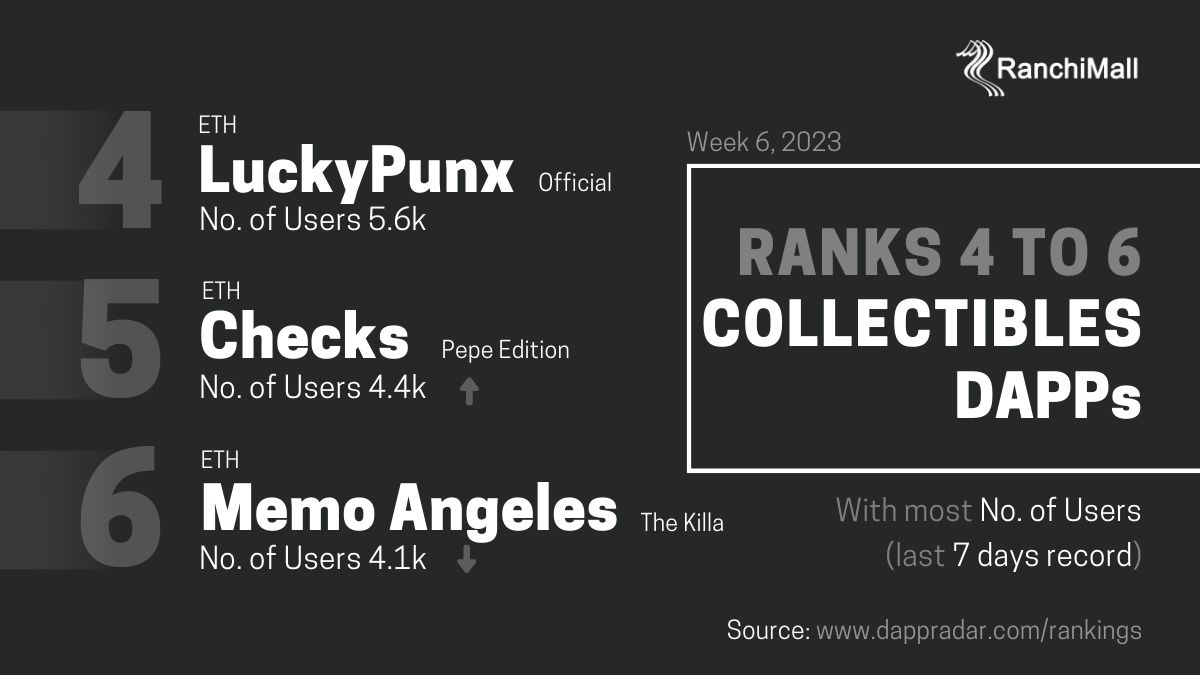 RanchiMall
4
ETH
LuckyPunx Official
No. of Users 5.6k
5
ETH
Checks Pepe Edition
No. of Users 4.4k
6
ETH
Memo Angeles The Killa
No. of Users 4.1k
Week 6, 2023
RANKS 4 TO 6
COLLECTIBLES
DAPPs
With most No. of Users
(last 7 days record)
Source: www.dappradar.com/rankings